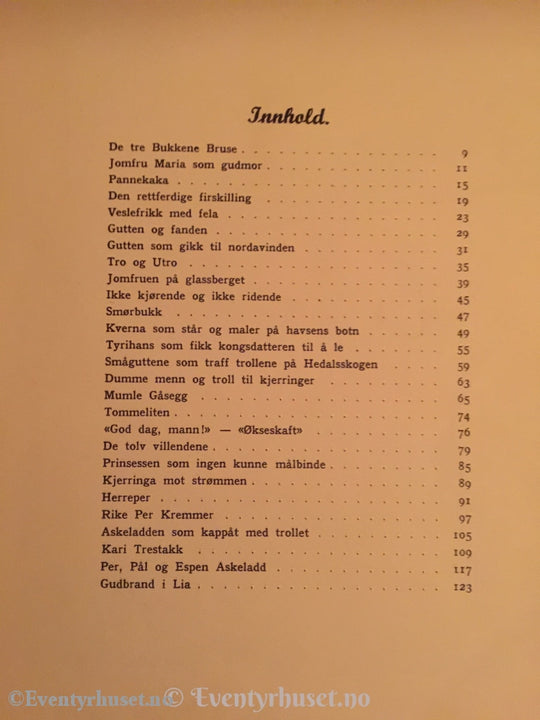 Innhold.
De tre Bukkene Bruse . . . . . . . . . . . . 9
Jomfru Maria som gudmor . . . . . . . . . . . 11
Pannekaka . . . . . . . . . . . . . . . 15
Den rettferdige firskilling . . . . . . . . . . . 19
Veslefrikk med fela . . . . . . . . . . . . . 23
Gutten og fanden . . . . . . . . . . . . . 29
Gutten som gikk til nordavinden . . . . . . . . . 31
Tro og Utro . . . . . . . . . . . . . . . 35
Jomfruen på glassberget . . . . . . . . . . . . 39
Ikke kjørende og ikke ridende . . . . . . . . . . 45
Smørbukk . . . . . . . . . . . . . . . 47
Kverna som står og maler på havsens botn . . . . . . 49
Tyrihans som fikk kongsdatteren til å le . . . . . . . 55
Småguttene som traff trollene på Hedalsskogen . . . . . 59
Dumme menn og troll til kjerringer . . . . . . . . 63
Mumle Gåsegg . . . . . . . . . . . . . . 65
Tommeliten . . . . . . . . . . . . . . . 74
«God dag, mann!» — «Økseskaft» . . . . . . . . 76
De tolv villendene . . . . . . . . . . . . . 79
Prinsessen som ingen kunne målbinde . . . . . . . . 85
Kjerringa mot strømmen . . . . . . . . . . . . 89
Herreper . . . . . . . . . . . . . . . 91
Rike Per Kremmer . . . . . . . . . . . . . 97
Askeladden som kappåt med trollet . . . . . . . . 105
Kari Trestakk . . . . . . . . . . . . . . 109
Per, Pål og Espen Askeladd . . . . . . . . . . 117
Gudbrand i Lia . . . . . . . . . . . . . . 123
©Eventyrhuset.no
© Eventyrhuset.no